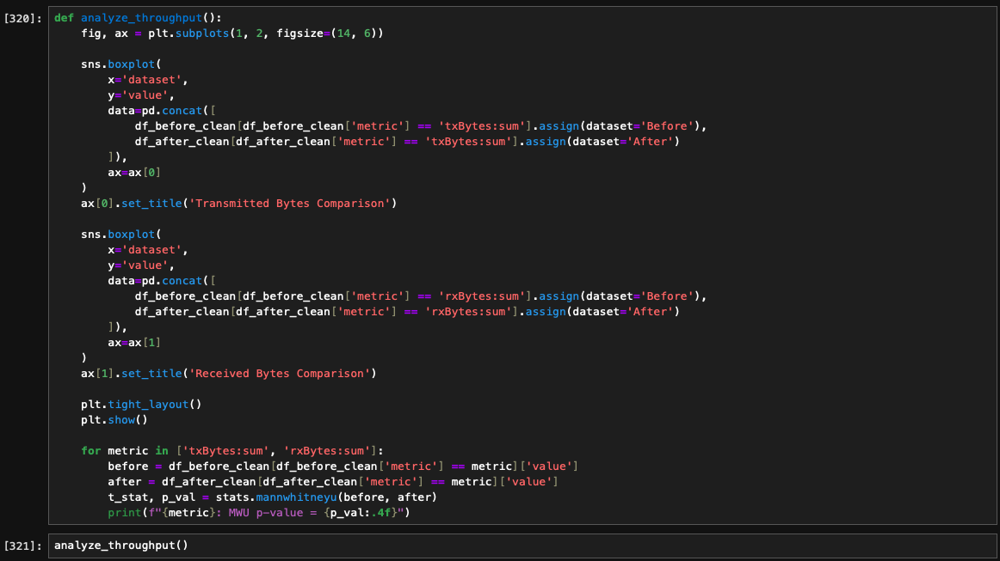 [320]: def analyze_throughput():
    fig, ax = plt.subplots(1, 2, figsize=(14, 6))

    sns.boxplot(
        x='dataset',
        y='value',
        data=pd.concat([
            df_before_clean[df_before_clean['metric'] == 'txBytes:sum'].assign(dataset='Before'),
            df_after_clean[df_after_clean['metric'] == 'txBytes:sum'].assign(dataset='After')
        ]),
        ax=ax[0]
    )
    ax[0].set_title('Transmitted Bytes Comparison')

    sns.boxplot(
        x='dataset',
        y='value',
        data=pd.concat([
            df_before_clean[df_before_clean['metric'] == 'rxBytes:sum'].assign(dataset='Before'),
            df_after_clean[df_after_clean['metric'] == 'rxBytes:sum'].assign(dataset='After')
        ]),
        ax=ax[1]
    )
    ax[1].set_title('Received Bytes Comparison')

    plt.tight_layout()
    plt.show()

    for metric in ['txBytes:sum', 'rxBytes:sum']:
        before = df_before_clean[df_before_clean['metric'] == metric]['value']
        after = df_after_clean[df_after_clean['metric'] == metric]['value']
        t_stat, p_val = stats.mannwhitneyu(before, after)
        print(f"{metric}: MWU p-value = {p_val:.4f}")
[321]: analyze_throughput()